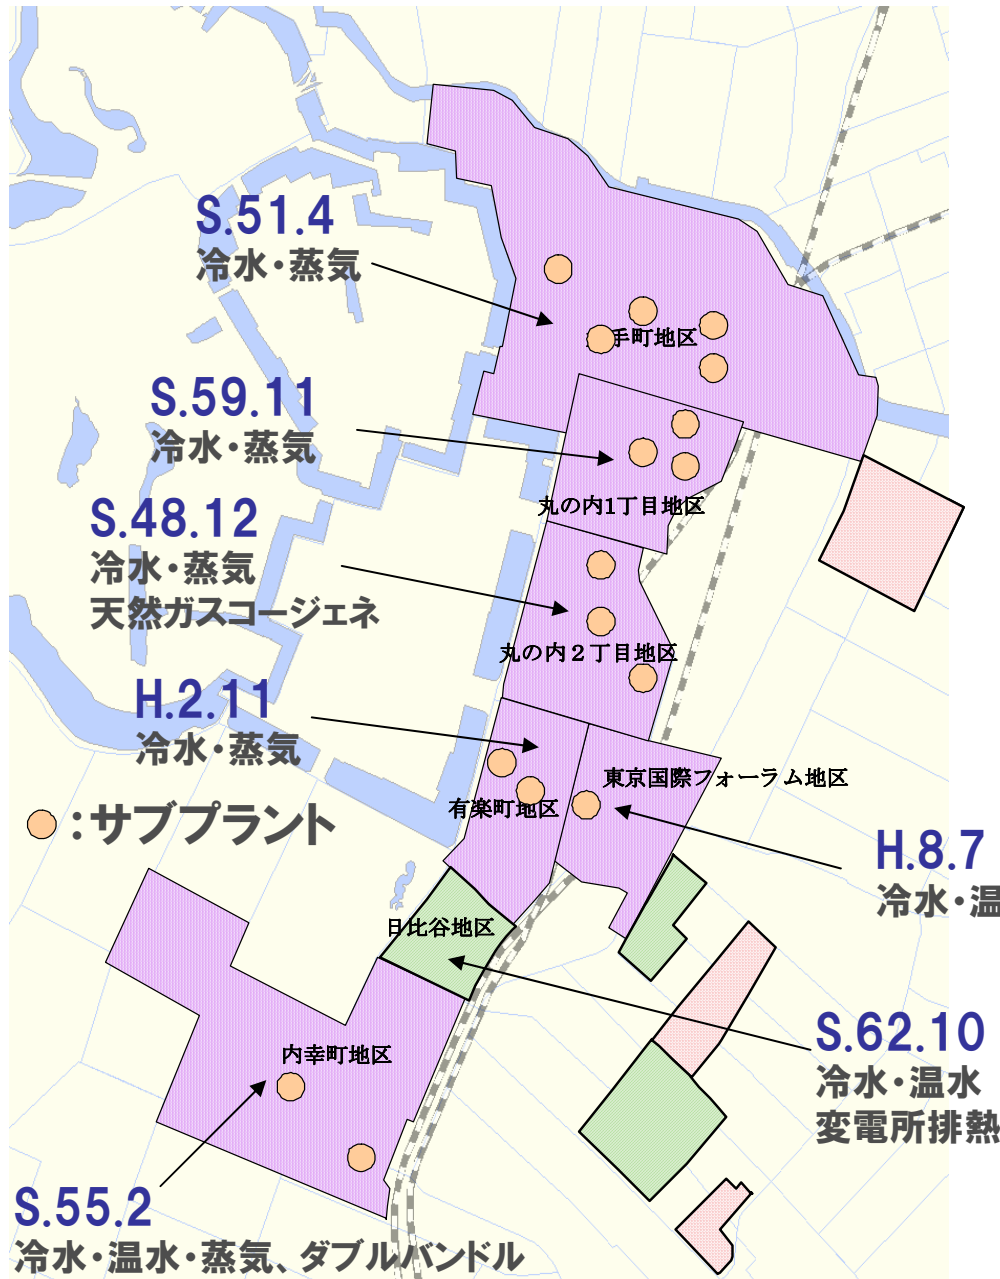 S.51.4
冷水・蒸気
手町地区
S.59.11
冷水・蒸気
丸の内1丁目地区
S.48.12
冷水・蒸気
天然ガスコージェネ
丸の内２丁目地区
H.2.11
冷水・蒸気
東京国際フォーラム地区
有楽町地区
：サブプラント
H.8.7
冷水・温
日比谷地区
S.62.10
冷水・温水
変電所排熱
内幸町地区
S.55.2
冷水・温水・蒸気、ダブルバンドル